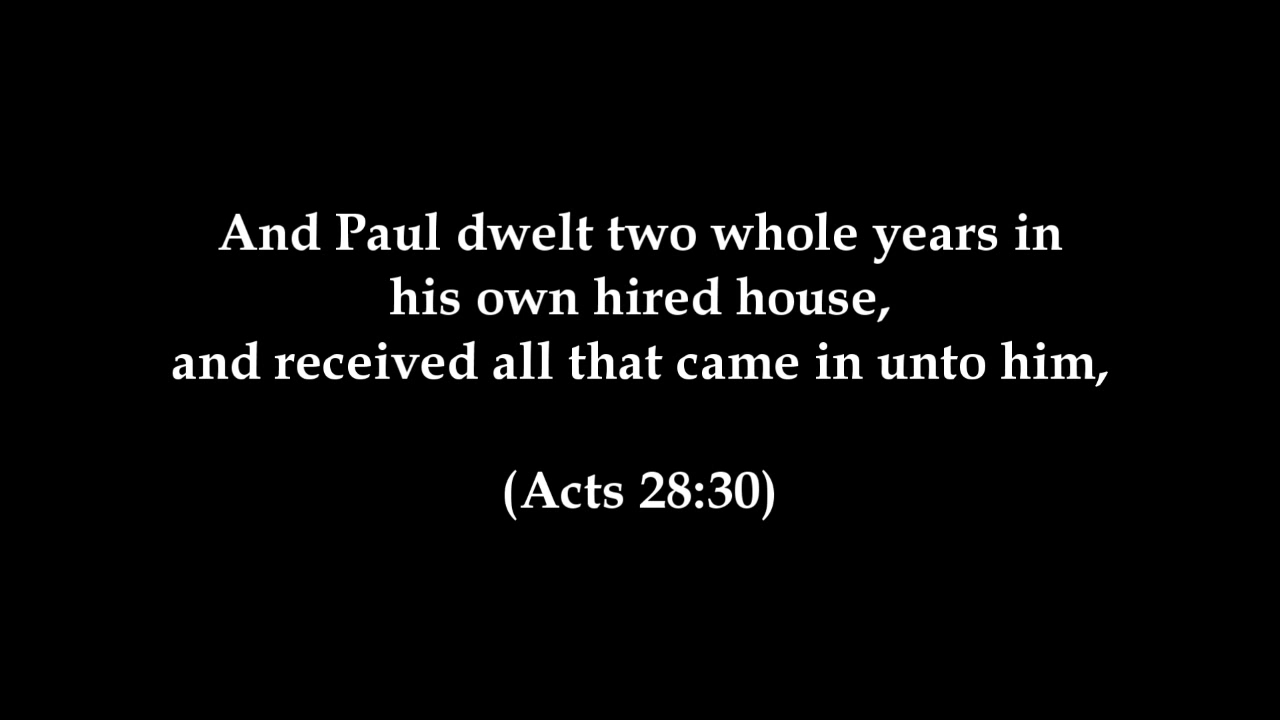 And Paul dwelt two whole years in
his own hired house,
and received all that came in unto him,
(Acts 28:30)